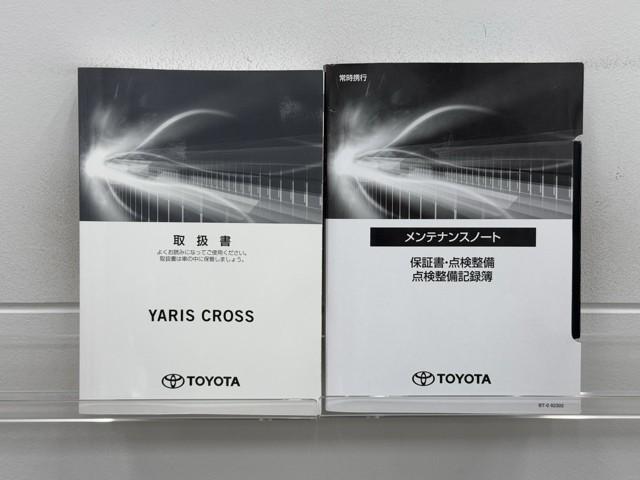 取扱書
よくお読みになってご使用ください。
取扱書は車の中に保管しましょう。
YARIS CROSS
TOYOTA
常時携行
メンテナンスノート
保証書・点検整備
点検整備記録簿
TOYOTA